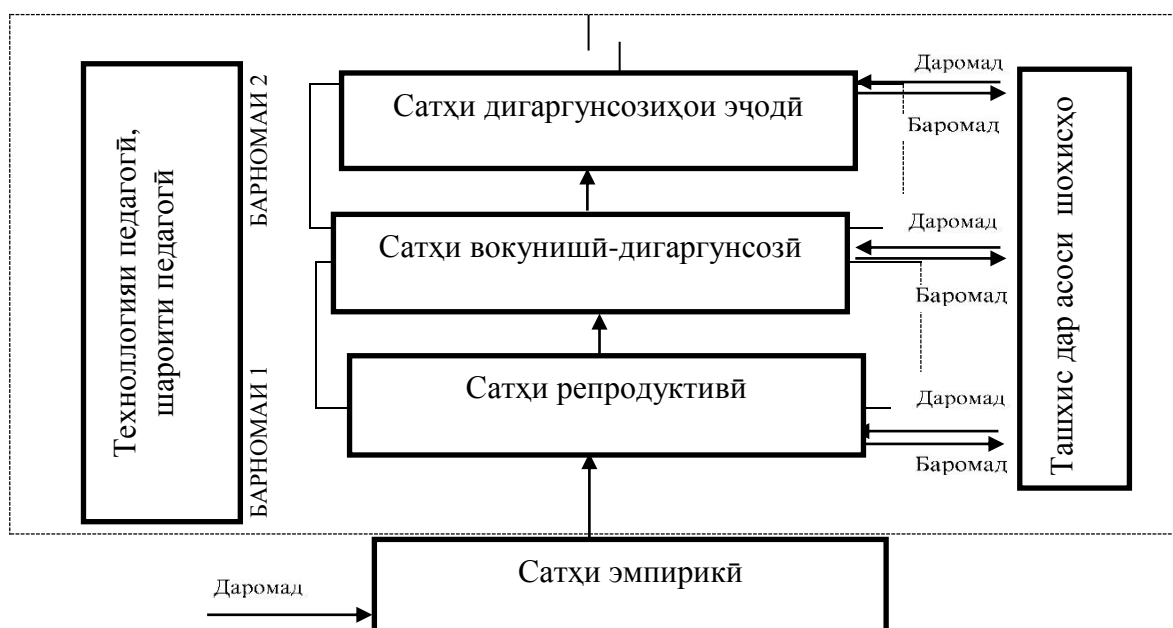 Технологияи педагогӣ,
шароити педагогӣ
БАРНОМАИ 2
БАРНОМАИ 1
Сатҳи дигаргунсозиҳои эҷодӣ
Сатҳи вокунишӣ-дигаргунсозӣ
Сатҳи репродуктивӣ
Сатҳи эмпирикӣ
Даромад
Даромад
Баромад
Даромад
Баромад
Даромад
Баромад
Ташхис дар асоси шохисҳо